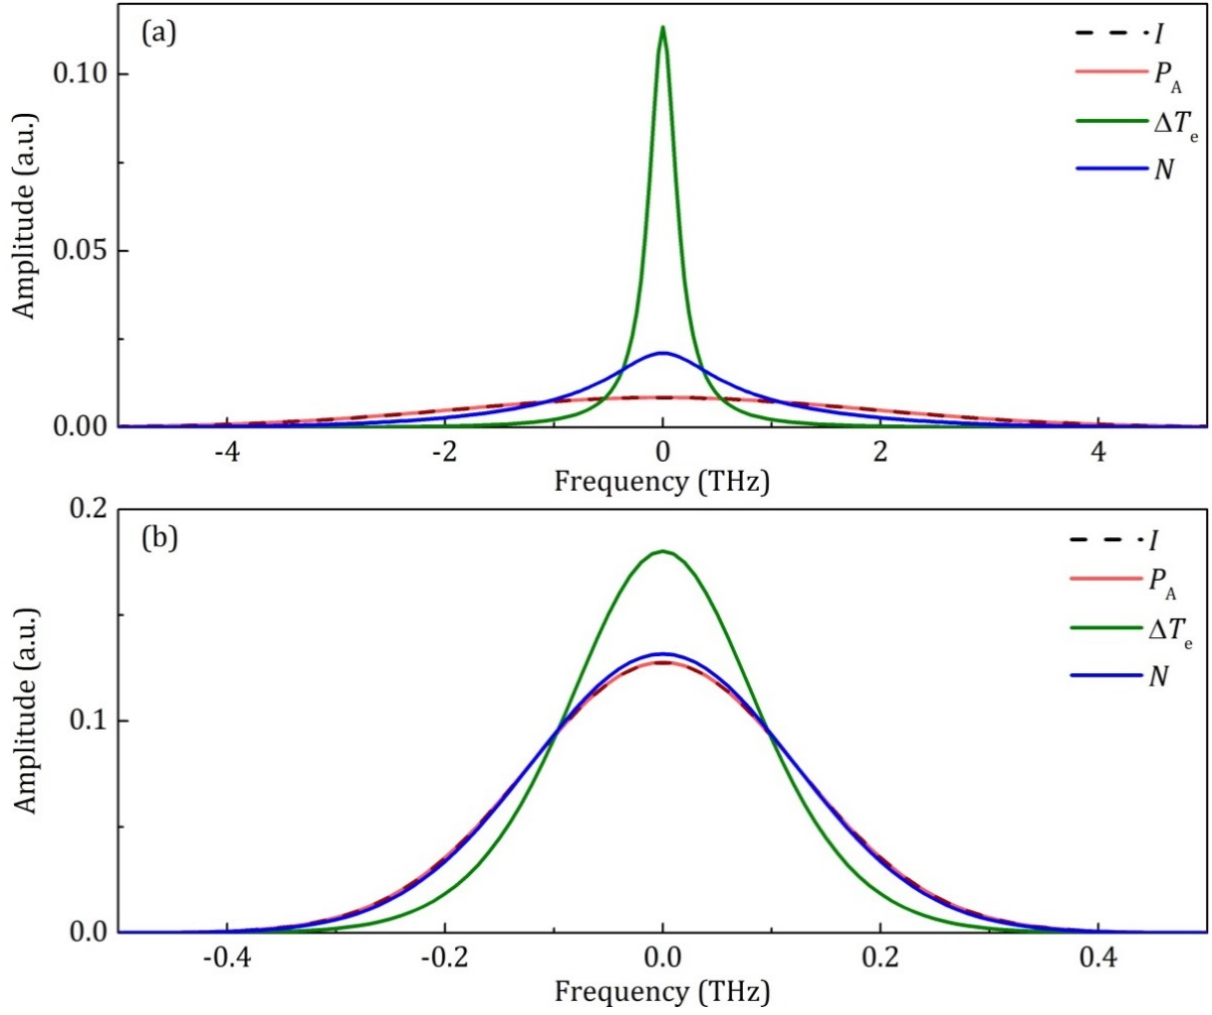 (a)
I
P_A
ΔT_e
N
Amplitude (a.u.)
0.10
0.05
0.00
-4 -2 0 2 4
Frequency (THz)
(b)
I
P_A
ΔT_e
N
Amplitude (a.u.)
0.2
0.1
0.0
-0.4 -0.2 0.0 0.2 0.4
Frequency (THz)